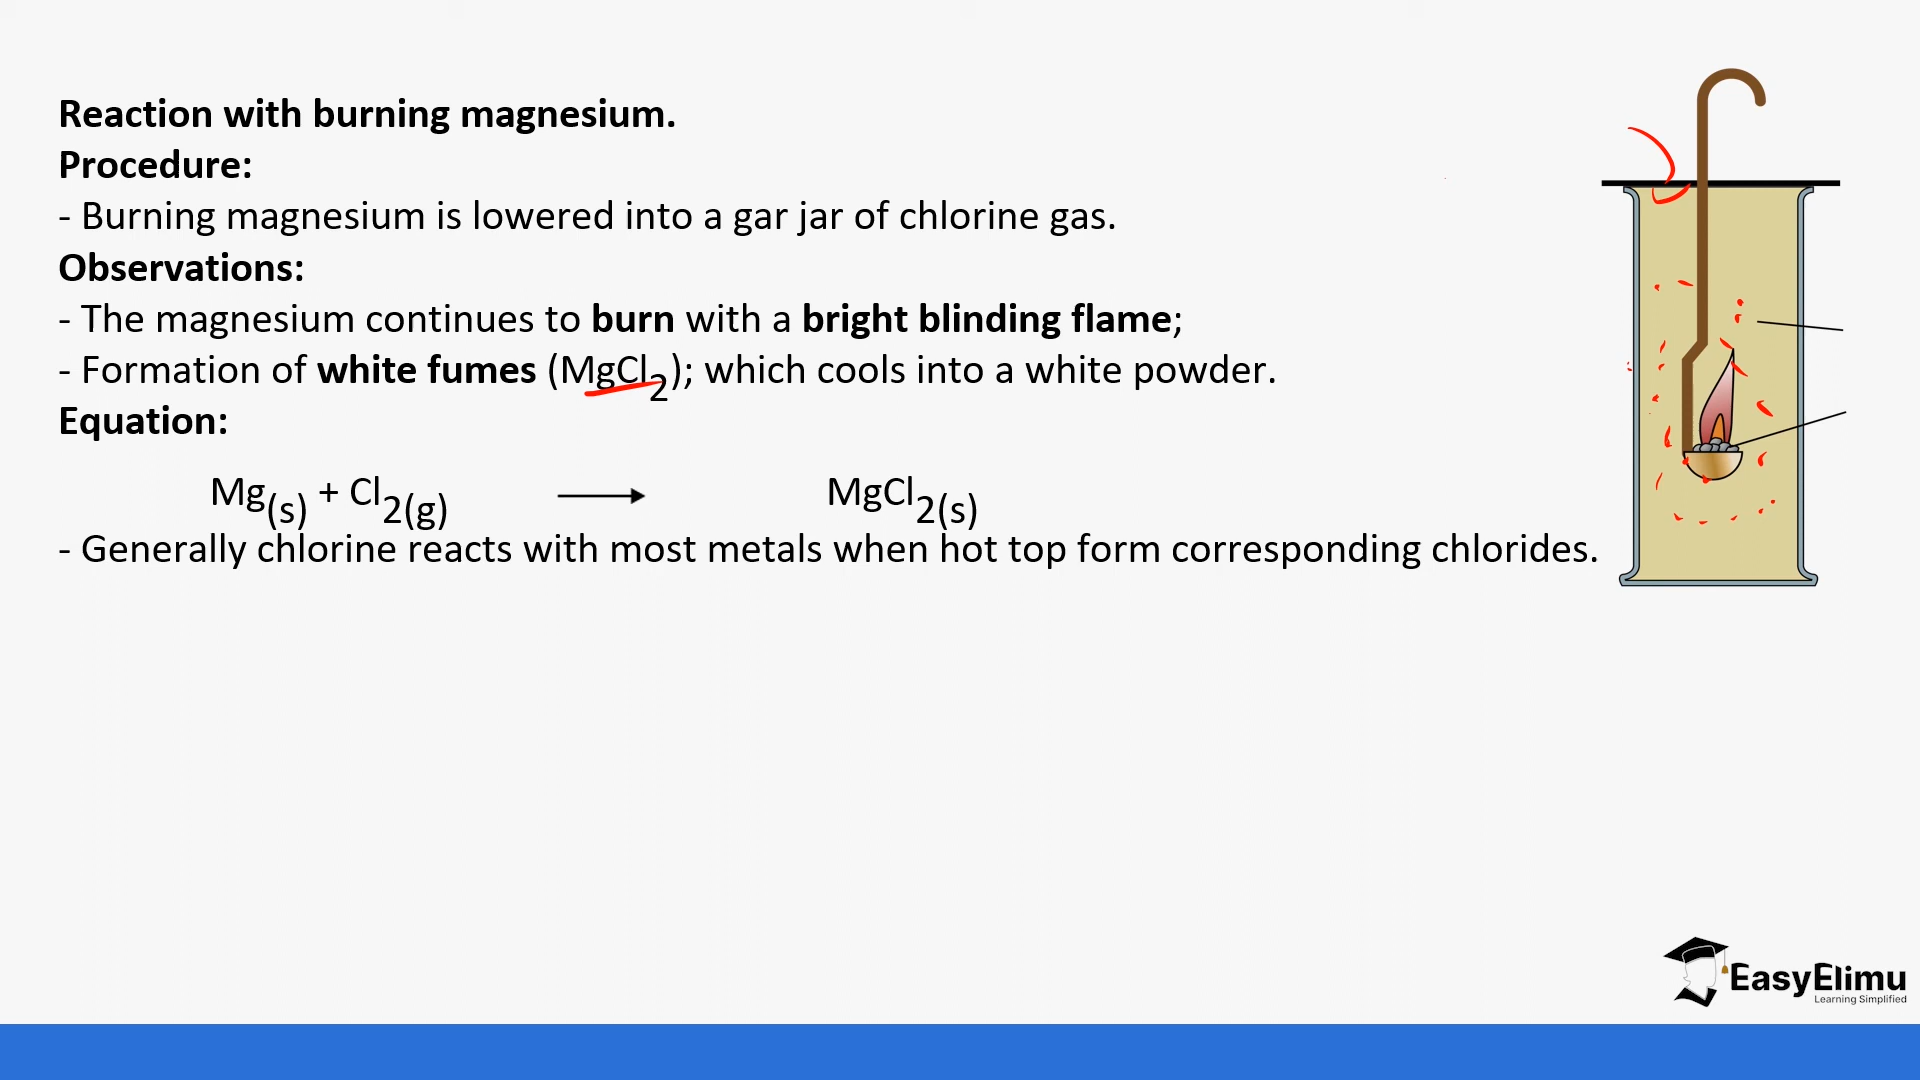 Reaction with burning magnesium.
Procedure:
- Burning magnesium is lowered into a gar jar of chlorine gas.
Observations:
- The magnesium continues to burn with a bright blinding flame;
- Formation of white fumes (MgCl2); which cools into a white powder.
Equation:
Mg(s) + Cl2(g) ⟶ MgCl2(s)
- Generally chlorine reacts with most metals when hot top form corresponding chlorides.
EasyElimu
Learning Simplified